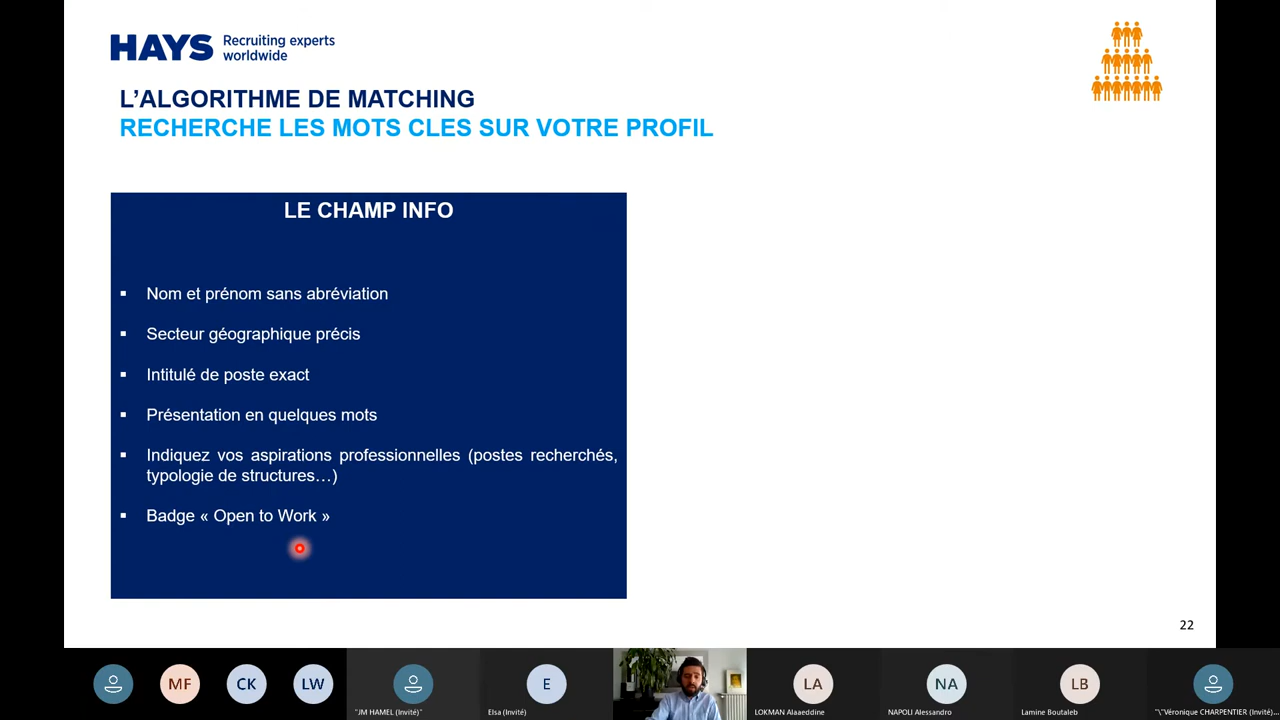 HAYS Recruiting experts
worldwide
L'ALGORITHME DE MATCHING
RECHERCHE LES MOTS CLES SUR VOTRE PROFIL
LE CHAMP INFO
▪ Nom et prénom sans abréviation
▪ Secteur géographique précis
▪ Intitulé de poste exact
▪ Présentation en quelques mots
▪ Indiquez vos aspirations professionnelles (postes recherchés,
typologie de structures…)
▪ Badge « Open to Work »
22
MF
CK
LW
E
LA
NA
LB
"JM HAMEL (Invité)"
Elsa (Invité)
LOKMAN Alaaeddine
NAPOLI Alessandro
Lamine Boutaleb
"\"Véronique CHARPENTIER (Invité)...